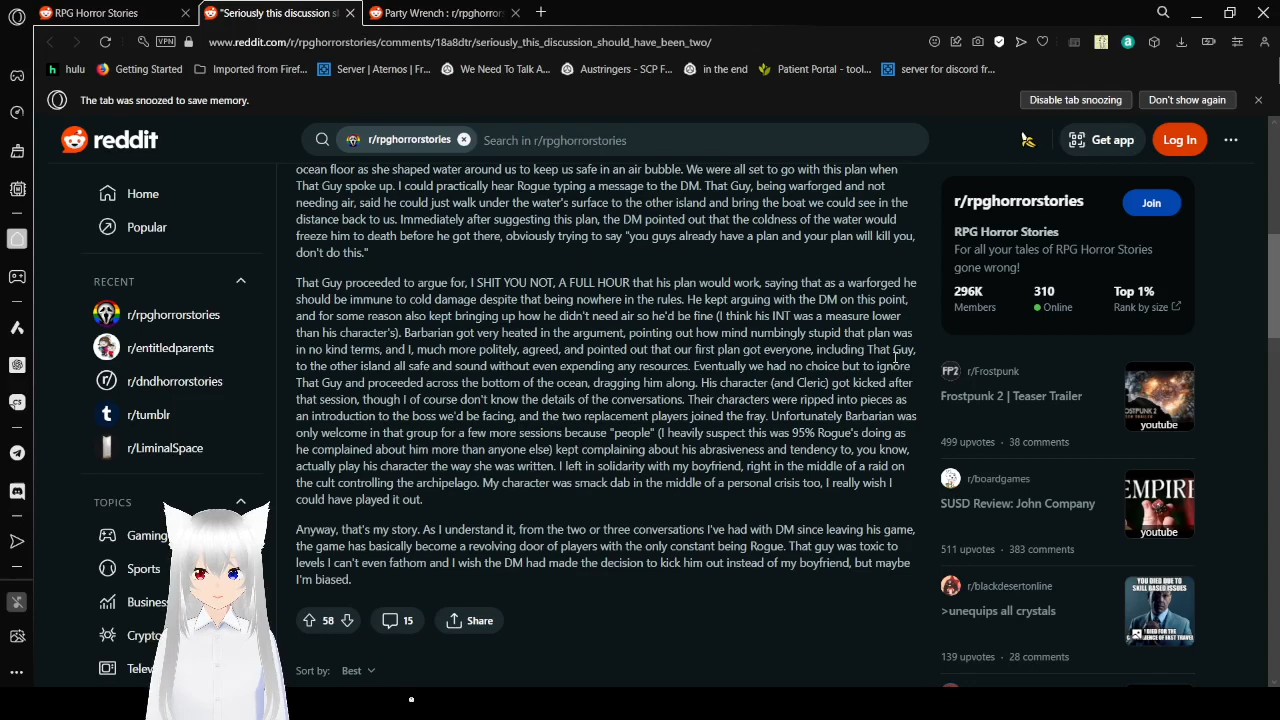 RPG Horror Stories
"Seriously this discussion s
Party Wrench : r/rpghorror
VPN
www.reddit.com/r/rpghorrorstories/comments/18a8dtr/seriously_this_discussion_should_have_been_two/
hulu
Getting Started
Imported from Firef...
Server | Aternos | Fr...
We Need To Talk A...
Austringers - SCP F...
in the end
Patient Portal - tool...
server for discord fr...
The tab was snoozed to save memory.
Disable tab snoozing
Don't show again
reddit
r/rpghorrorstories
Search in r/rpghorrorstories
Get app
Log In
Home
Popular
RECENT
r/rpghorrorstories
r/entitledparents
r/dndhorrorstories
r/tumblr
r/LiminalSpace
TOPICS
Gaming
Sports
Busines
Crypto
Telev
ocean floor as she shaped water around us to keep us safe in an air bubble. We were all set to go with this plan when
That Guy spoke up. I could practically hear Rogue typing a message to the DM. That Guy, being warforged and not
needing air, said he could just walk under the water's surface to the other island and bring the boat we could see in the
distance back to us. Immediately after suggesting this plan, the DM pointed out that the coldness of the water would
freeze him to death before he got there, obviously trying to say "you guys already have a plan and your plan will kill you,
don't do this."
That Guy proceeded to argue for, I SHIT YOU NOT, A FULL HOUR that his plan would work, saying that as a warforged he
should be immune to cold damage despite that being nowhere in the rules. He kept arguing with the DM on this point,
and for some reason also kept bringing up how he didn't need air so he'd be fine (I think his INT was a measure lower
than his character's). Barbarian got very heated in the argument, pointing out how mind numbingly stupid that plan was
in no kind terms, and I, much more politely, agreed, and pointed out that our first plan got everyone, including That Guy,
to the other island all safe and sound without even expending any resources. Eventually we had no choice but to ignore
That Guy and proceeded across the bottom of the ocean, dragging him along. His character (and Cleric) got kicked after
that session, though I of course don't know the details of the conversations. Their characters were ripped into pieces as
an introduction to the boss we'd be facing, and the two replacement players joined the fray. Unfortunately Barbarian was
only welcome in that group for a few more sessions because "people" (I heavily suspect this was 95% Rogue's doing as
he complained about him more than anyone else) kept complaining about his abrasiveness and tendency to, you know,
actually play his character the way she was written. I left in solidarity with my boyfriend, right in the middle of a raid on
the cult controlling the archipelago. My character was smack dab in the middle of a personal crisis too, I really wish I
could have played it out.
Anyway, that's my story. As I understand it, from the two or three conversations I've had with DM since leaving his game,
the game has basically become a revolving door of players with the only constant being Rogue. That guy was toxic to
levels I can't even fathom and I wish the DM had made the decision to kick him out instead of my boyfriend, but maybe
I'm biased.
58
15
Share
Sort by: Best
r/rpghorrorstories
Join
RPG Horror Stories
For all your tales of RPG Horror Stories
gone wrong!
296K
310
Top 1%
Members
Online
Rank by size
FP2
r/Frostpunk
Frostpunk 2 | Teaser Trailer
FROSTPUNK 2
youtube
499 upvotes
38 comments
r/boardgames
SUSD Review: John Company
EMPIRE
youtube
511 upvotes
383 comments
r/blackdesertonline
>unequips all crystals
YOU DIED DUE TO
SKILL BASED ISSUES
139 upvotes
28 comments